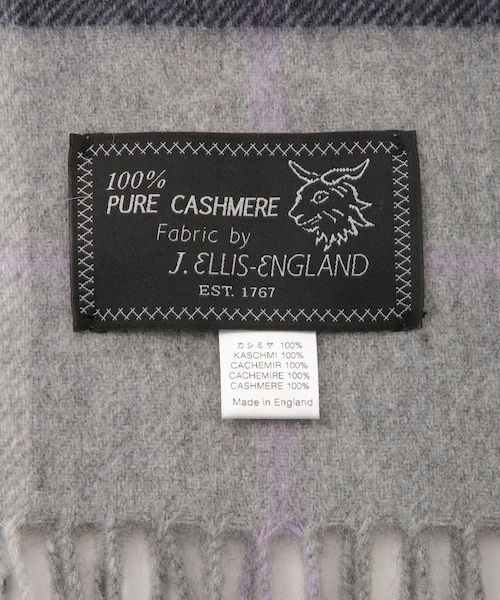 100%
PURE CASHMERE
Fabric by
J. ELLIS-ENGLAND
EST. 1767
カシミヤ 100%
KASCHMI 100%
CACHEMIR 100%
CACHEMIRE 100%
CASHMERE 100%
Made in England